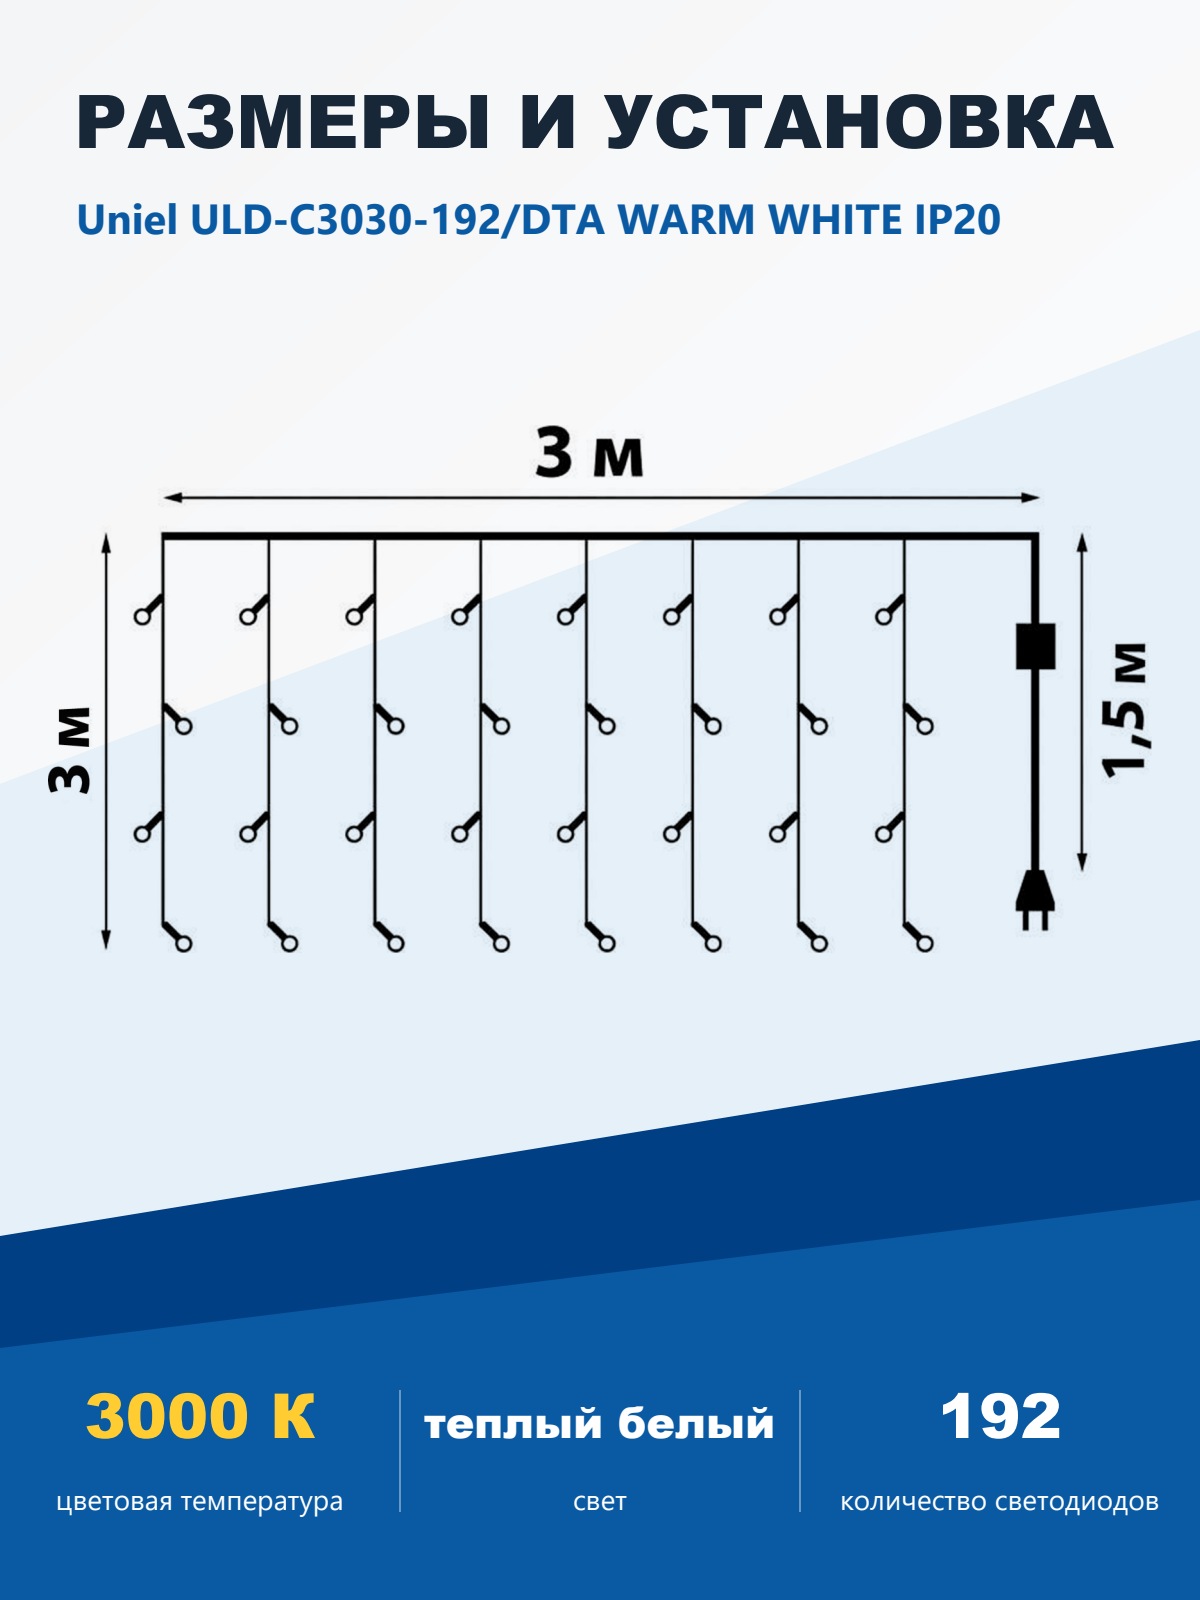 РАЗМЕРЫ И УСТАНОВКА
Uniel ULD-C3030-192/DTA WARM WHITE IP20
3 м
3 м
1,5 м
3000 К
цветовая температура
теплый белый
свет
192
количество светодиодов